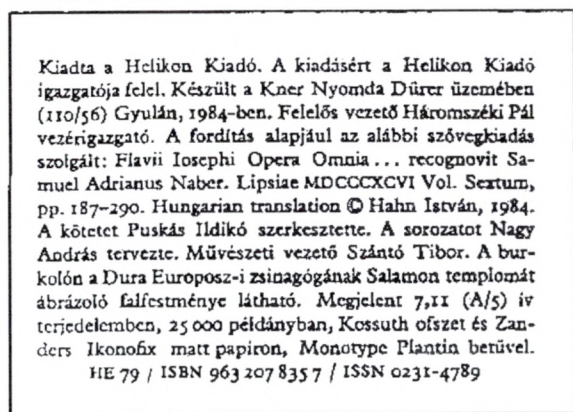 Kiadta a Helikon Kiadó. A kiadásért a Helikon Kiadó
igazgatója felel. Készült a Kner Nyomda Dürer üzemében
(110/56) Gyulán, 1984-ben. Felelős vezető Háromszéki Pál
vezérigazgató. A fordítás alapjául az alábbi szövegkiadás
szolgált: Flavii Iosephi Opera Omnia... recognovit Sa-
muel Adrianus Naber. Lipsiae MDCCCXCVI Vol. Sextum,
pp. 187–290. Hungarian translation © Hahn István, 1984.
A kötetet Puskás Ildikó szerkesztette. A sorozatot Nagy
András tervezte. Művészeti vezető Szántó Tibor. A bur-
kolón a Dura Europosz-i zsinagógának Salamon templomát
ábrázoló falfestménye látható. Megjelent 7,11 (A/5) ív
terjedelemben, 25 000 példányban, Kossuth ofszet és Zan-
ders Ikonofix matt papíron, Monotype Plantin betűvel.
HE 79 / ISBN 963 207 835 7 / ISSN 0231-4789